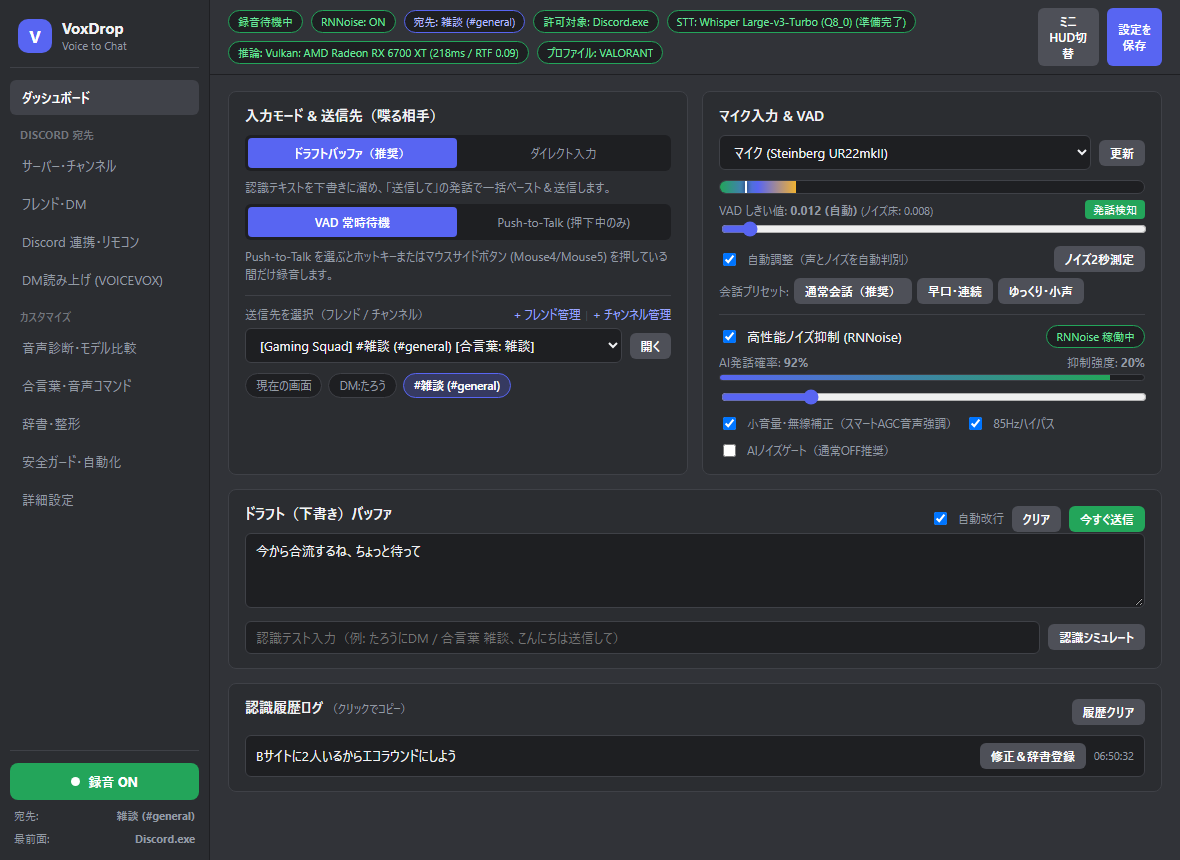 V
VoxDrop
Voice to Chat
ダッシュボード
DISCORD 宛先
サーバー・チャンネル
フレンド・DM
Discord 連携・リモコン
DM読み上げ (VOICEVOX)
カスタマイズ
音声診断・モデル比較
合言葉・音声コマンド
辞書・整形
安全ガード・自動化
詳細設定
● 録音 ON
宛先: 雑談 (#general)
最前面: Discord.exe
録音待機中 RNNoise: ON 宛先: 雑談 (#general) 許可対象: Discord.exe STT: Whisper Large-v3-Turbo (Q8_0) (準備完了)
推論: Vulkan: AMD Radeon RX 6700 XT (218ms / RTF 0.09) プロファイル: VALORANT
ミニ
HUD切
替
設定を
保存
入力モード & 送信先（喋る相手）
ドラフトバッファ（推奨） ダイレクト入力
認識テキストを下書きに溜め、「送信して」の発話で一括ペースト & 送信します。
VAD 常時待機 Push-to-Talk (押下中のみ)
Push-to-Talk を選ぶとホットキーまたはマウスサイドボタン (Mouse4/Mouse5) を押している
間だけ録音します。
送信先を選択（フレンド / チャンネル） + フレンド管理 | + チャンネル管理
[Gaming Squad] #雑談 (#general) [合言葉: 雑談] 開く
現在の画面 DM:たろう #雑談 (#general)
マイク入力 & VAD
マイク (Steinberg UR22mkII) 更新
VAD しきい値: 0.012 (自動) (ノイズ床: 0.008) 発話検知
自動調整（声とノイズを自動判別） ノイズ2秒測定
会話プリセット: 通常会話（推奨） 早口・連続 ゆっくり・小声
高性能ノイズ抑制 (RNNoise) RNNoise 稼働中
AI発話確率: 92% 抑制強度: 20%
小音量・無線補正（スマートAGC音声強調） 85Hzハイパス
AIノイズゲート（通常OFF推奨）
ドラフト（下書き）バッファ 自動改行 クリア 今すぐ送信
今から合流するね、ちょっと待って
認識テスト入力（例: たろうにDM / 合言葉 雑談、こんにちは送信して） 認識シミュレート
認識履歴ログ （クリックでコピー） 履歴クリア
Bサイトに2人いるからエコラウンドにしよう 修正＆辞書登録 06:50:32